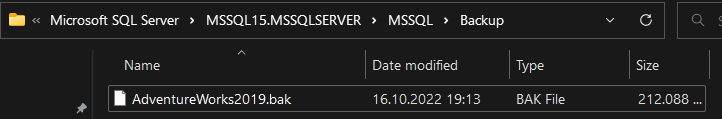 « Microsoft SQL Server > MSSQL15.MSSQLSERVER > MSSQL > Backup
Name Date modified Type Size
AdventureWorks2019.bak 16.10.2022 19:13 BAK File 212.088 ...